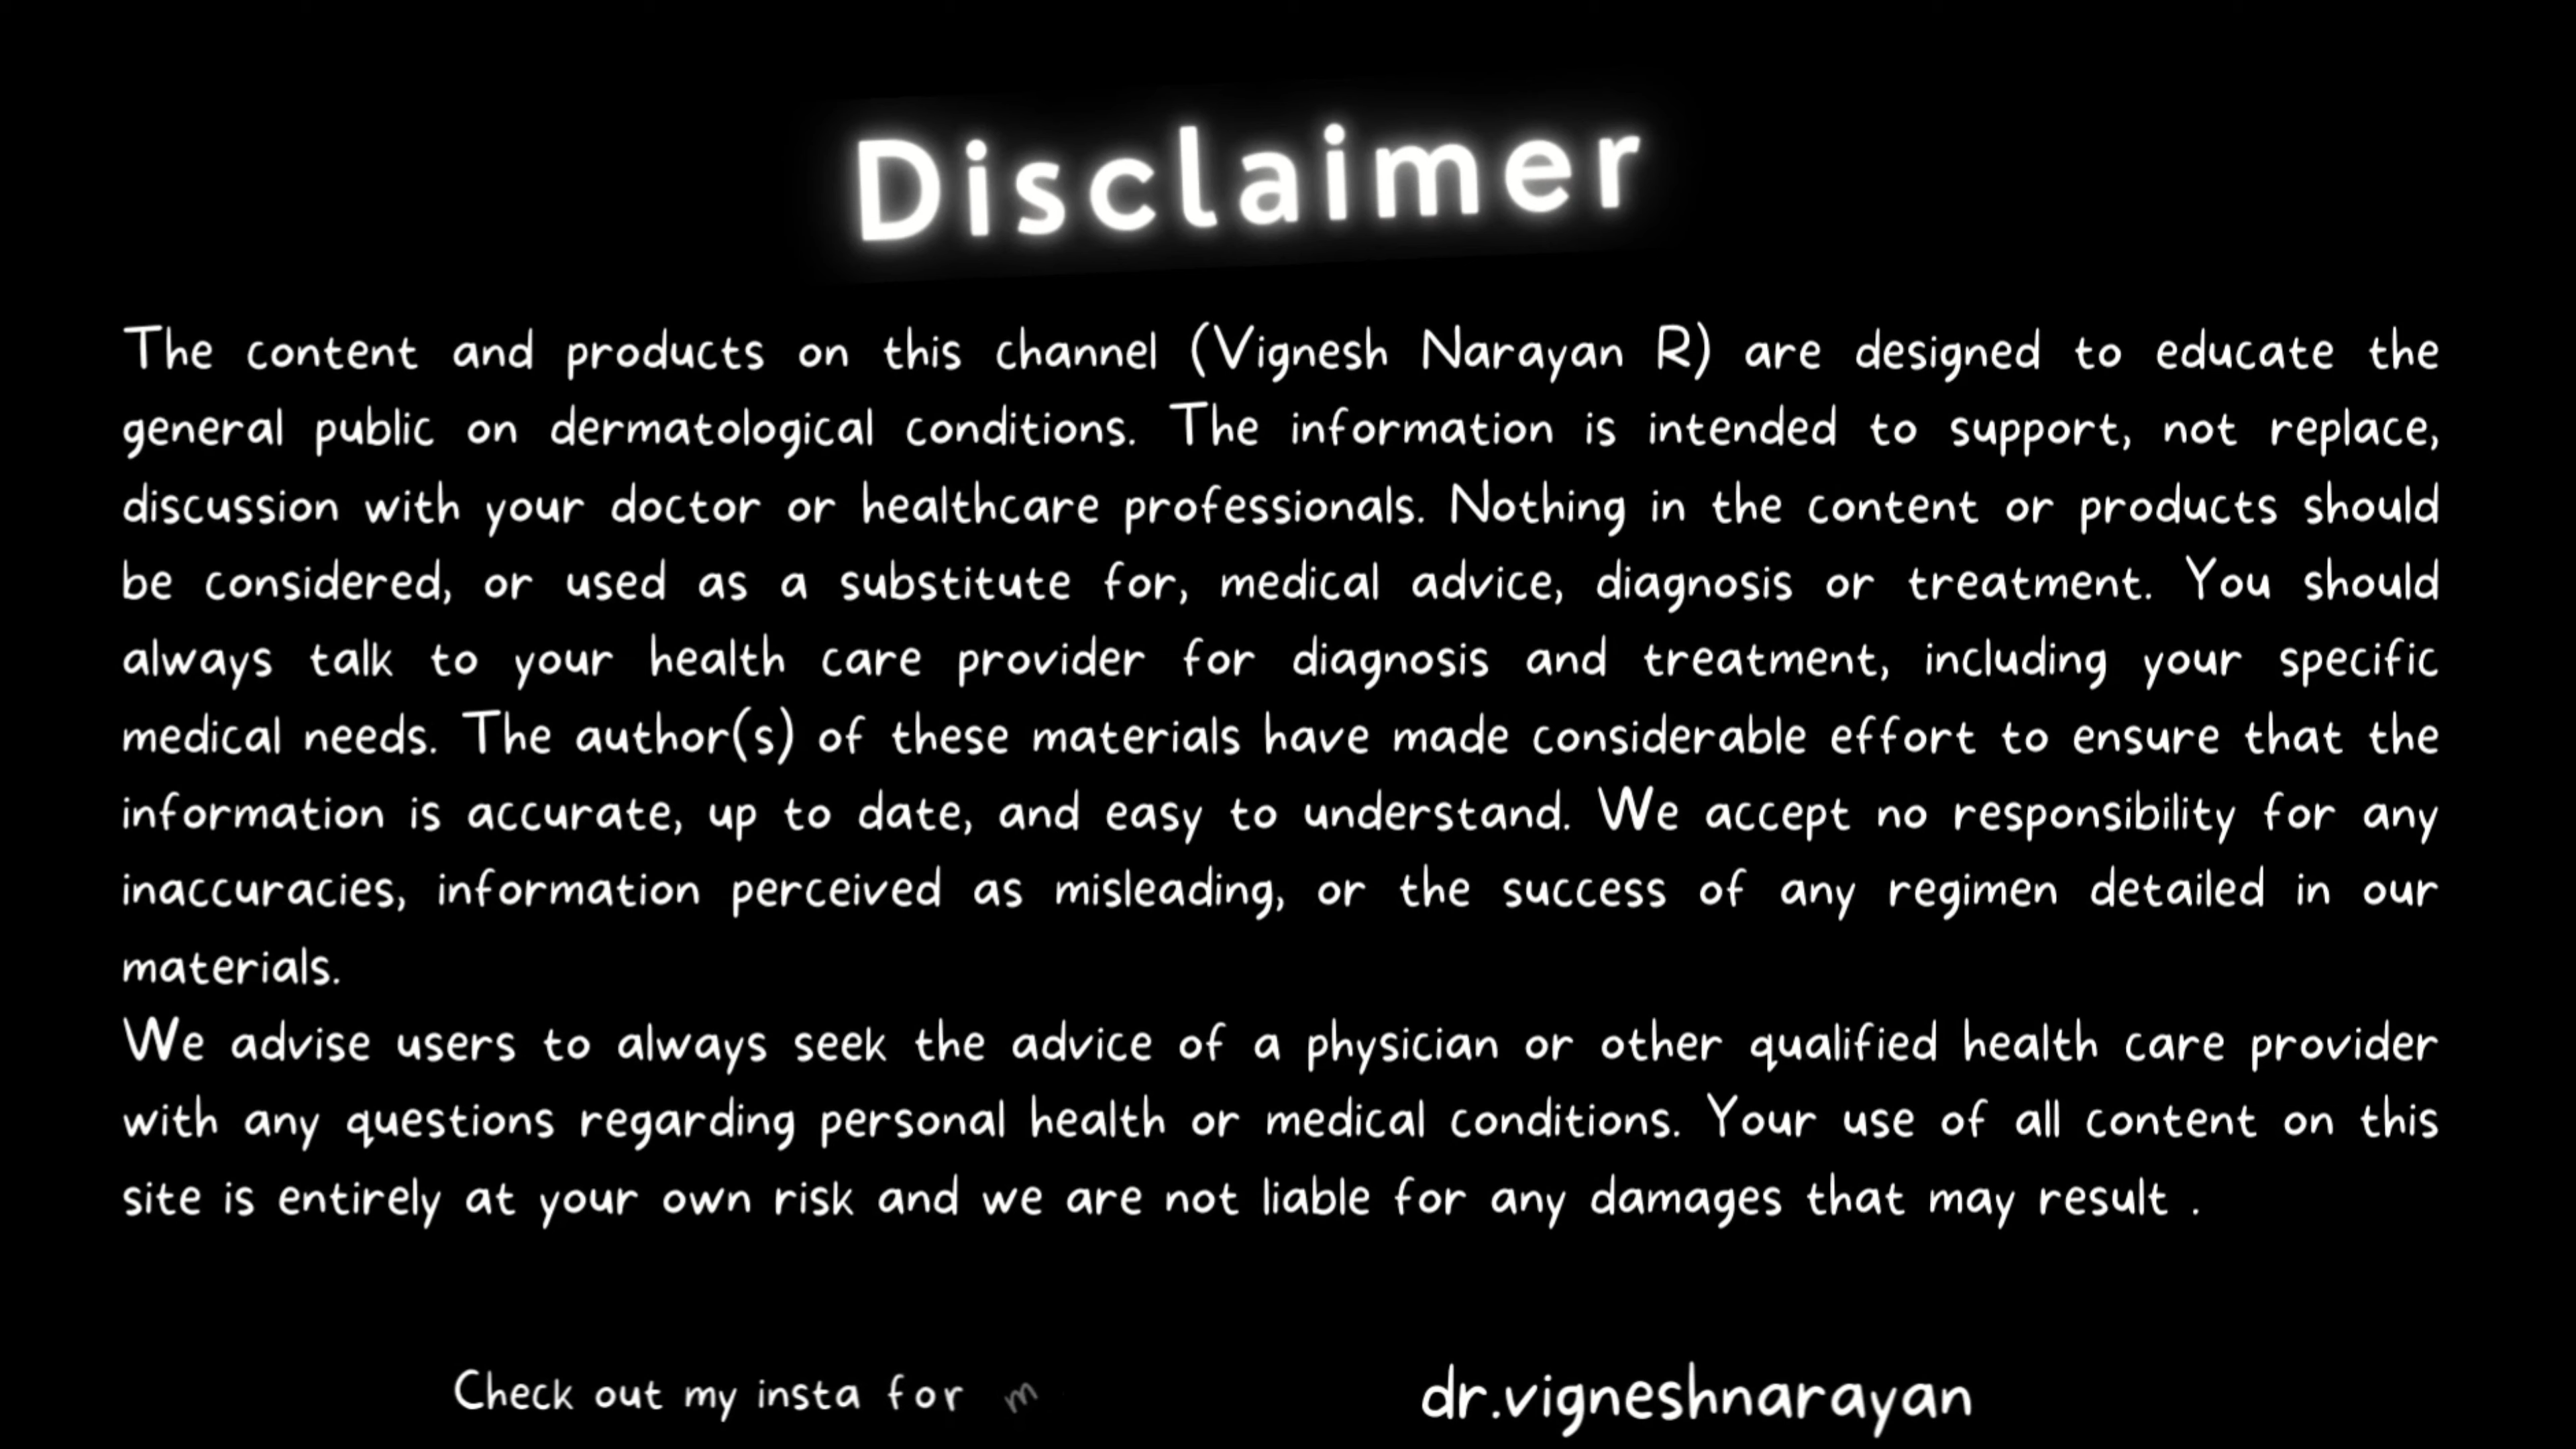 Disclaimer
The content and products on this channel (Vignesh Narayan R) are designed to educate the
general public on dermatological conditions. The information is intended to support, not replace,
discussion with your doctor or healthcare professionals. Nothing in the content or products should
be considered, or used as a substitute for, medical advice, diagnosis or treatment. You should
always talk to your health care provider for diagnosis and treatment, including your specific
medical needs. The author(s) of these materials have made considerable effort to ensure that the
information is accurate, up to date, and easy to understand. We accept no responsibility for any
inaccuracies, information perceived as misleading, or the success of any regimen detailed in our
materials.
We advise users to always seek the advice of a physician or other qualified health care provider
with any questions regarding personal health or medical conditions. Your use of all content on this
site is entirely at your own risk and we are not liable for any damages that may result .
Check out my insta for m
dr.vigneshnarayan